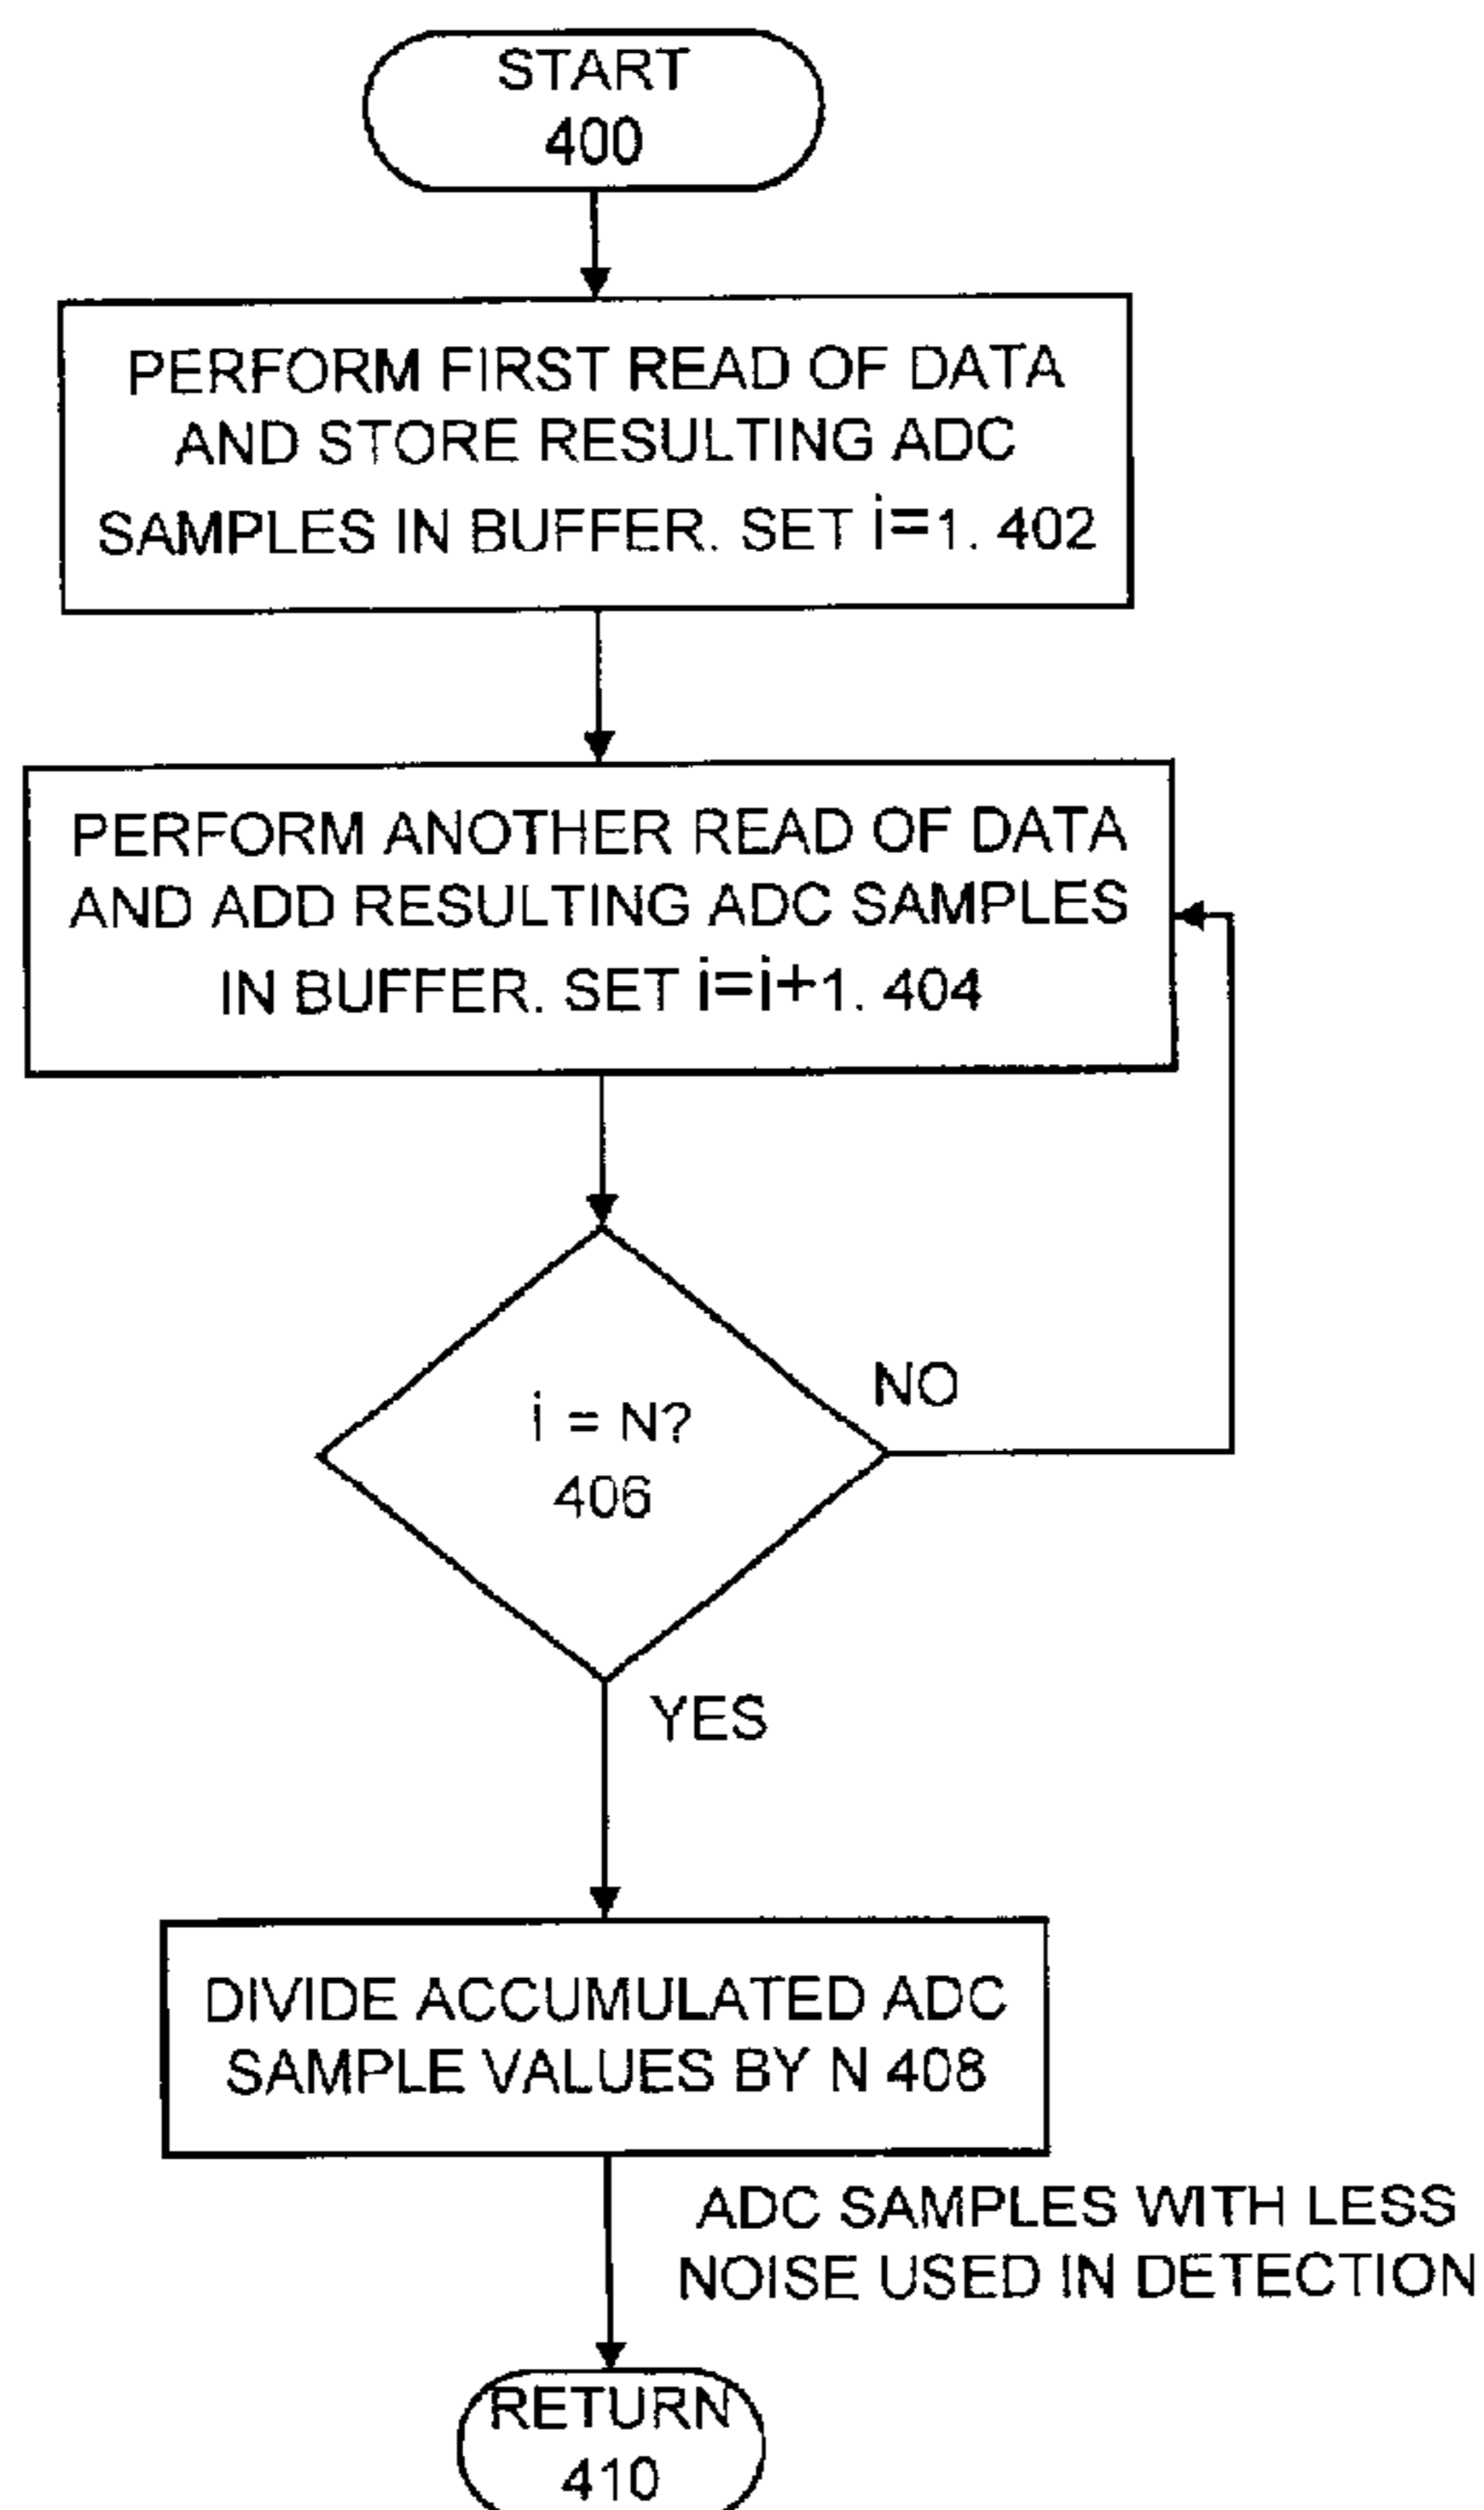 START
400
PERFORM FIRST READ OF DATA
AND STORE RESULTING ADC
SAMPLES IN BUFFER. SET i=1. 402
PERFORM ANOTHER READ OF DATA
AND ADD RESULTING ADC SAMPLES
IN BUFFER. SET i=i+1. 404
i = N?
406
NO
YES
DIVIDE ACCUMULATED ADC
SAMPLE VALUES BY N 408
ADC SAMPLES WITH LESS
NOISE USED IN DETECTION
RETURN
410